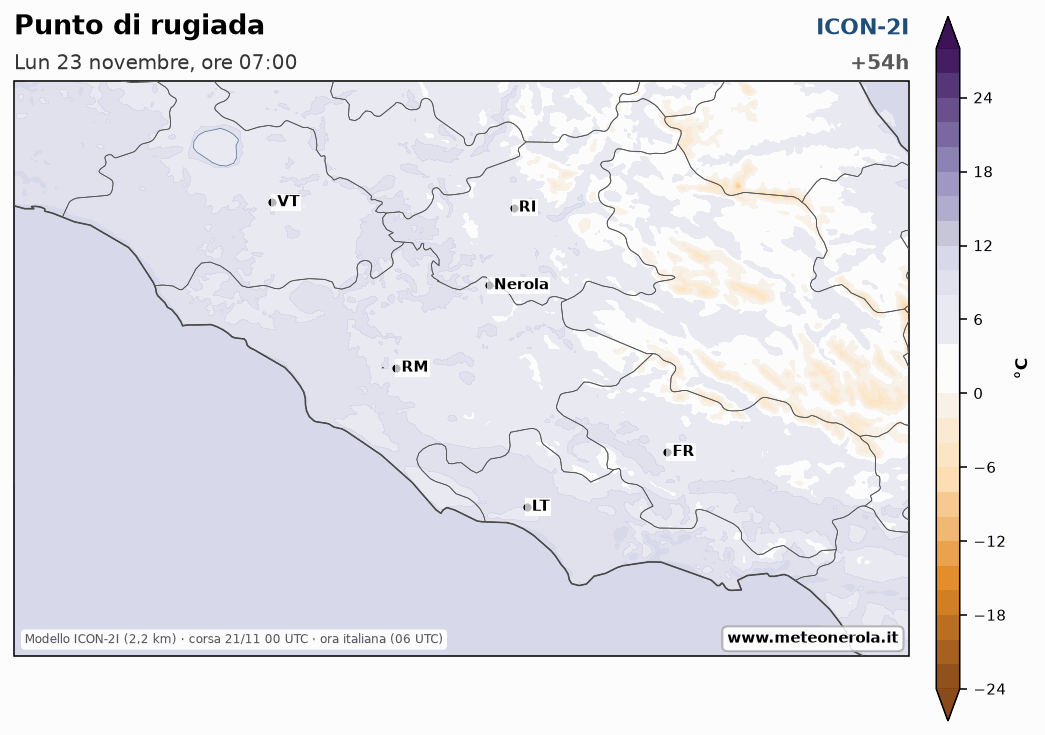 Punto di rugiada
ICON-2I
Lun 23 novembre, ore 07:00
+54h
24
18
12
6
0
−6
−12
−18
−24
°C
VT
RI
Nerola
RM
FR
LT
Modello ICON-2I (2,2 km) · corsa 21/11 00 UTC · ora italiana (06 UTC)
www.meteonerola.it